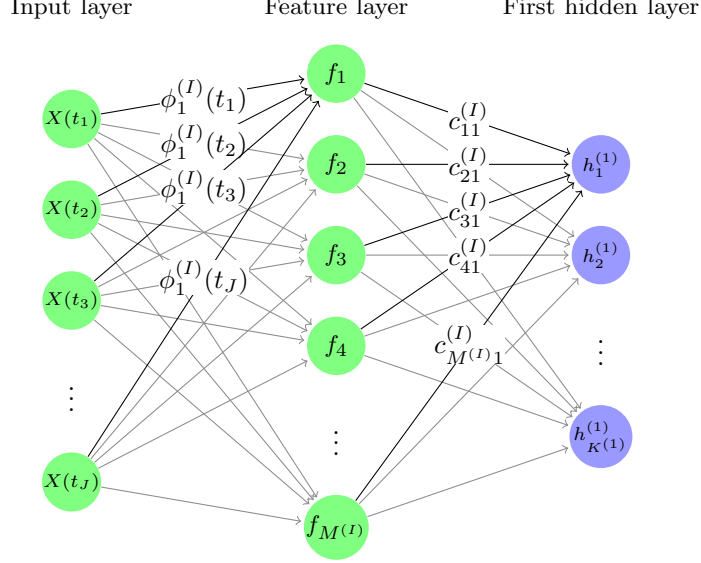 Input layer
Feature layer
First hidden layer
X(t_1)
X(t_2)
X(t_3)
⋮
X(t_J)
ϕ_1^{(I)}(t_1)
ϕ_1^{(I)}(t_2)
ϕ_1^{(I)}(t_3)
ϕ_1^{(I)}(t_J)
f_1
f_2
f_3
f_4
⋮
f_{M^{(I)}}
c_{11}^{(I)}
c_{21}^{(I)}
c_{31}^{(I)}
c_{41}^{(I)}
c_{M^{(I)}1}^{(I)}
h_1^{(1)}
h_2^{(1)}
⋮
h_{K^{(1)}}^{(1)}